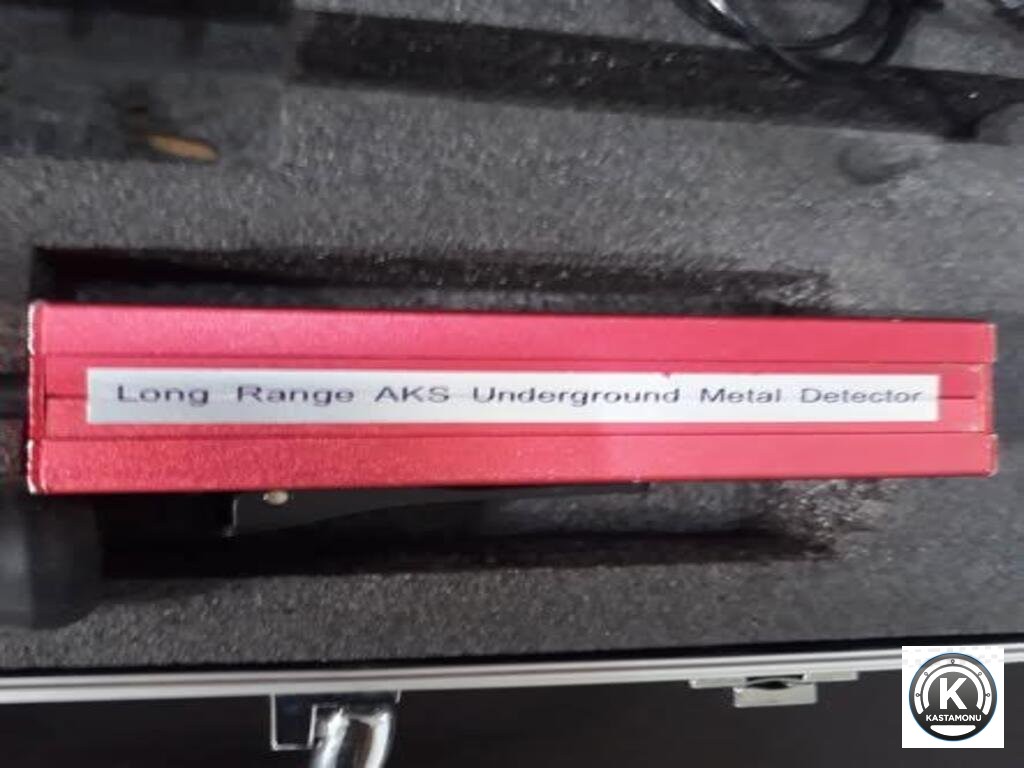 Long Range AKS Underground Metal Detector
K
KASTAMONU